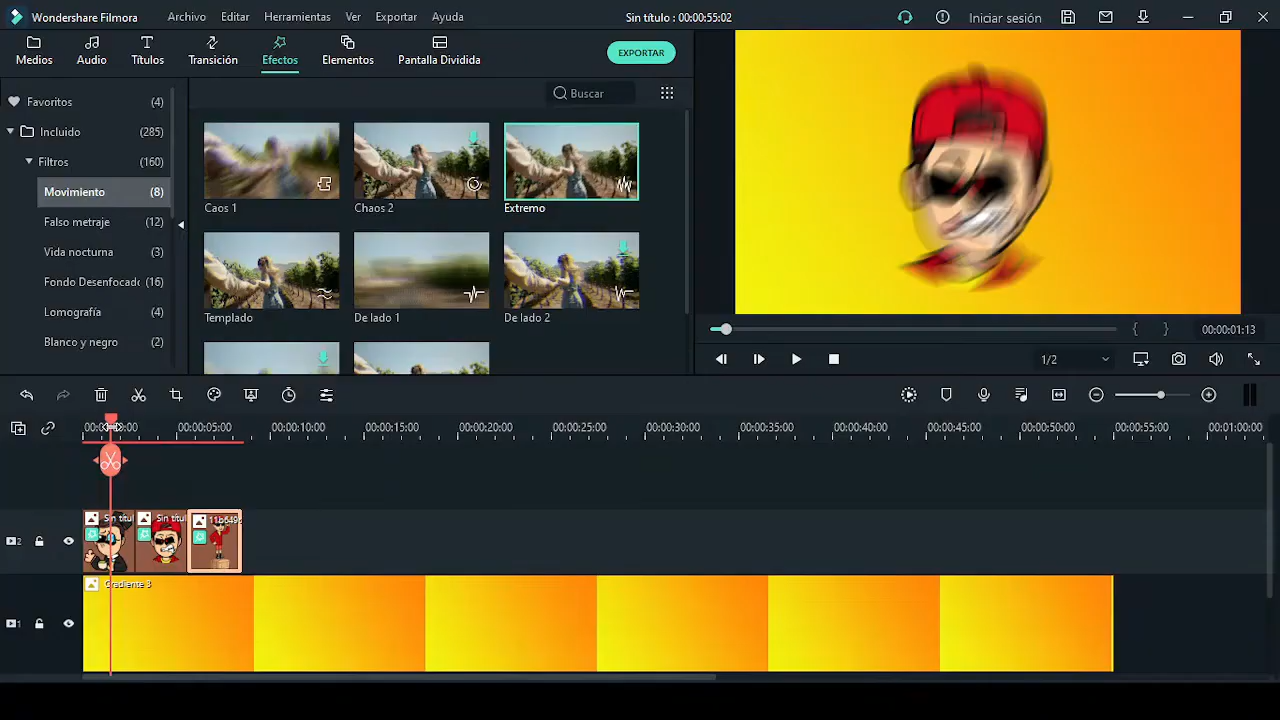 Wondershare Filmora
Archivo
Editar
Herramientas
Ver
Exportar
Ayuda
Sin título : 00:00:55:02
Iniciar sesión
Medios
Audio
Títulos
Transición
Efectos
Elementos
Pantalla Dividida
EXPORTAR
Favoritos (4)
Incluido (285)
Filtros (160)
Movimiento (8)
Falso metraje (12)
Vida nocturna (3)
Fondo Desenfocado (16)
Lomografía (4)
Blanco y negro (2)
Buscar
Caos 1
Chaos 2
Extremo
Templado
De lado 1
De lado 2
{ }
00:00:01:13
1/2
00:00:05:00
00:00:10:00
00:00:15:00
00:00:20:00
00:00:25:00
00:00:30:00
00:00:35:00
00:00:40:00
00:00:45:00
00:00:50:00
00:00:55:00
00:01:00:00
Sin títul
Sin títul
2
Gradiente 3
1